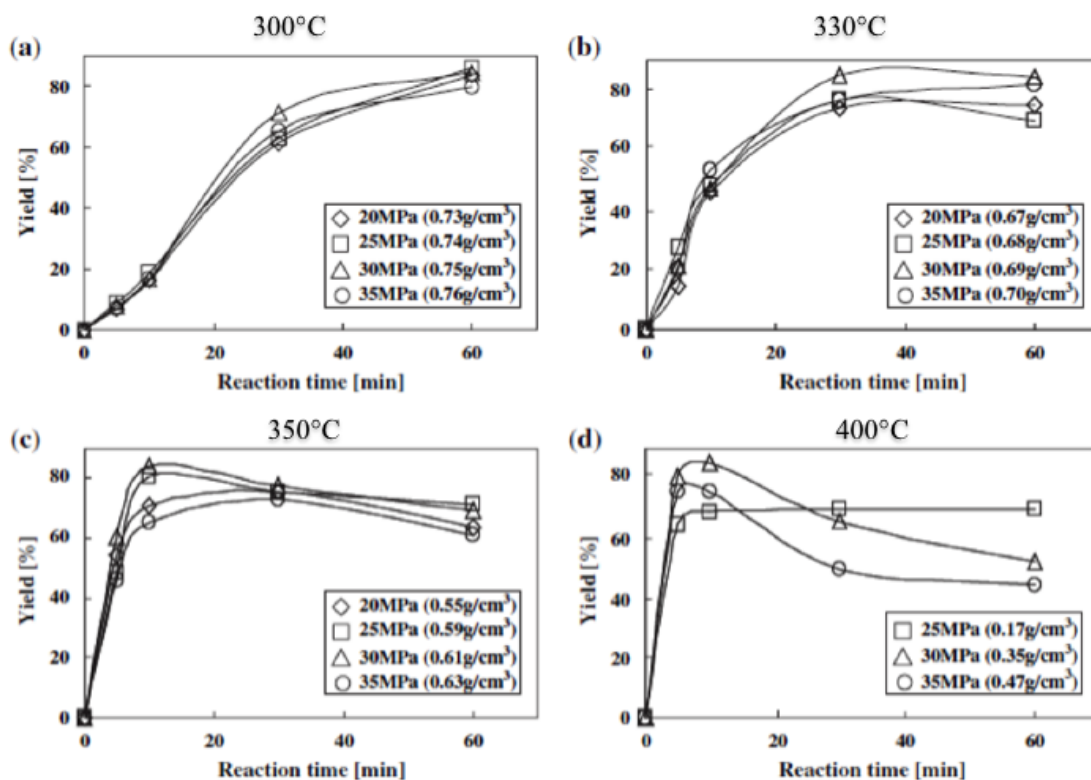 (a) 300°C
Yield [%]
80
60
40
20
0
20MPa (0.73g/cm³)
25MPa (0.74g/cm³)
30MPa (0.75g/cm³)
35MPa (0.76g/cm³)
0 20 40 60
Reaction time [min]
(b) 330°C
Yield [%]
80
60
40
20
0
20MPa (0.67g/cm³)
25MPa (0.68g/cm³)
30MPa (0.69g/cm³)
35MPa (0.70g/cm³)
0 20 40 60
Reaction time [min]
(c) 350°C
Yield [%]
80
60
40
20
0
20MPa (0.55g/cm³)
25MPa (0.59g/cm³)
30MPa (0.61g/cm³)
35MPa (0.63g/cm³)
0 20 40 60
Reaction time [min]
(d) 400°C
Yield [%]
80
60
40
20
0
25MPa (0.17g/cm³)
30MPa (0.35g/cm³)
35MPa (0.47g/cm³)
0 20 40 60
Reaction time [min]